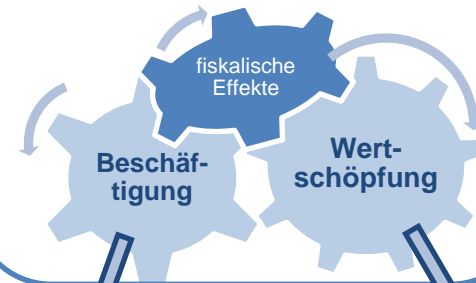 fiskalische
Effekte
Beschäf-
tigung
Wert-
schöpfung